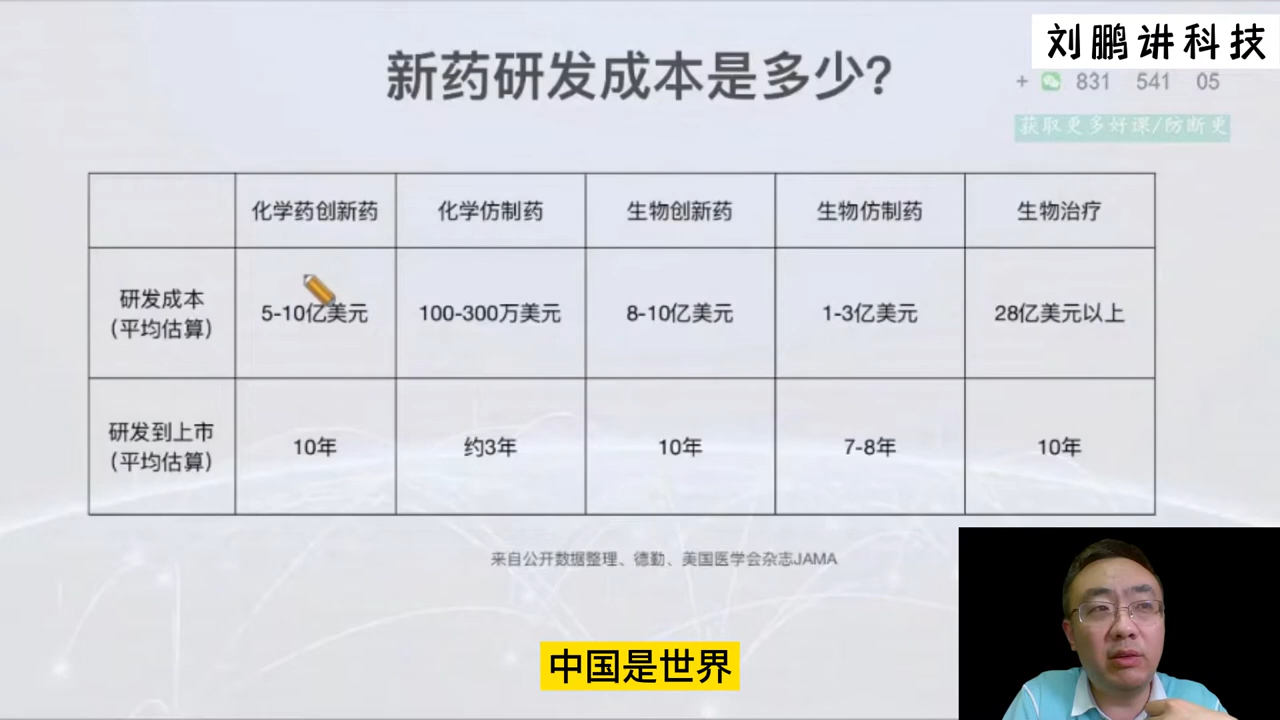 刘鹏讲科技
新药研发成本是多少?
+ 831 541 05
获取更多好课/防断更
化学药创新药 化学仿制药 生物创新药 生物仿制药 生物治疗
研发成本
(平均估算) 5-10亿美元 100-300万美元 8-10亿美元 1-3亿美元 28亿美元以上
研发到上市
(平均估算) 10年 约3年 10年 7-8年 10年
来自公开数据整理、德勤、美国医学会杂志JAMA
中国是世界